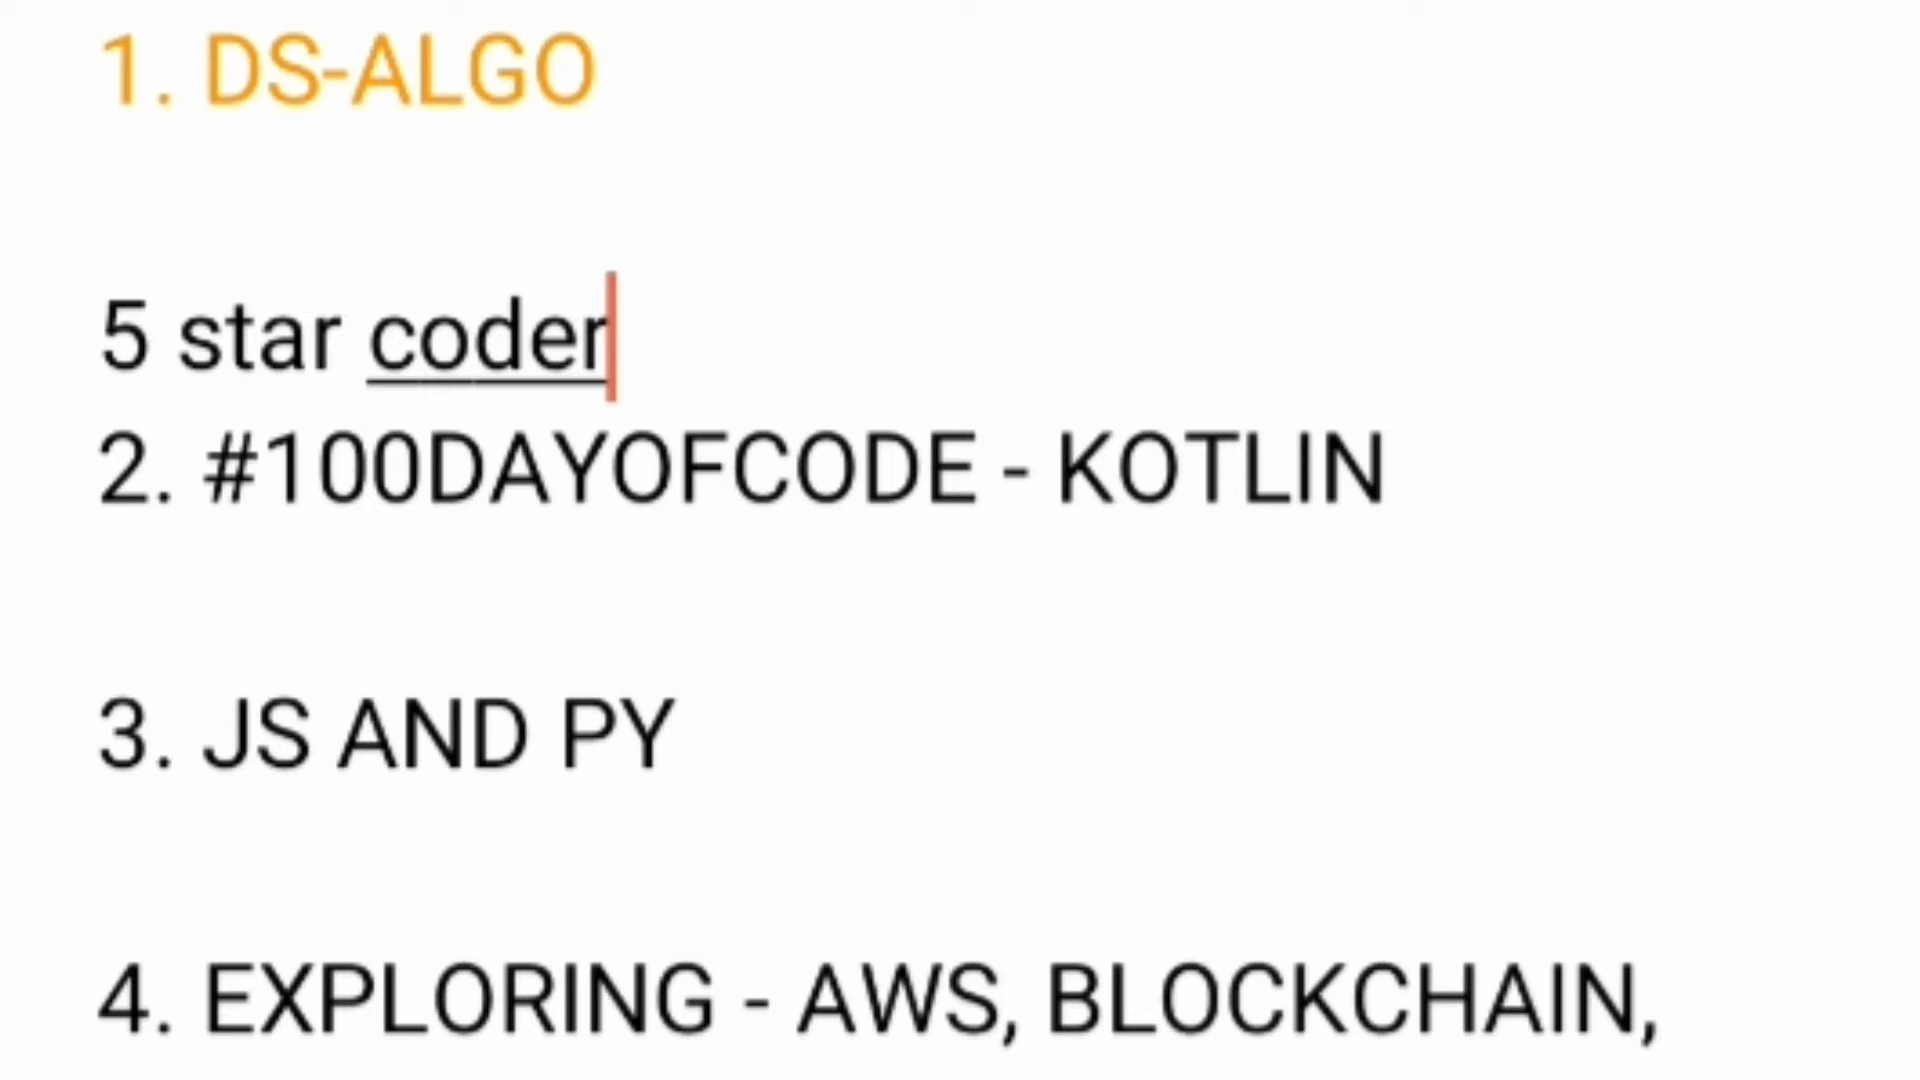 1. DS-ALGO
5 star coder
2. #100DAYOFCODE - KOTLIN
3. JS AND PY
4. EXPLORING - AWS, BLOCKCHAIN,